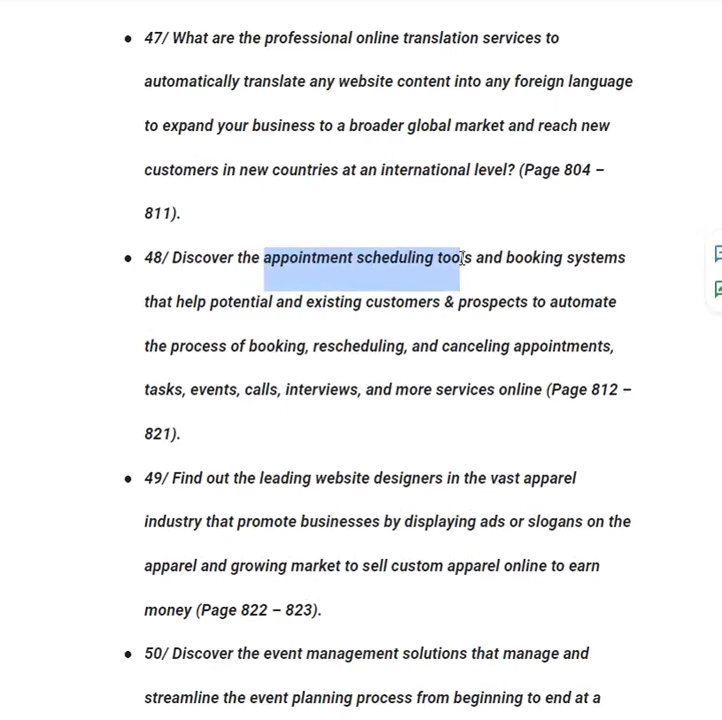 47/ What are the professional online translation services to
automatically translate any website content into any foreign language
to expand your business to a broader global market and reach new
customers in new countries at an international level? (Page 804 –
811).
48/ Discover the appointment scheduling tools and booking systems
that help potential and existing customers & prospects to automate
the process of booking, rescheduling, and canceling appointments,
tasks, events, calls, interviews, and more services online (Page 812 –
821).
49/ Find out the leading website designers in the vast apparel
industry that promote businesses by displaying ads or slogans on the
apparel and growing market to sell custom apparel online to earn
money (Page 822 – 823).
50/ Discover the event management solutions that manage and
streamline the event planning process from beginning to end at a